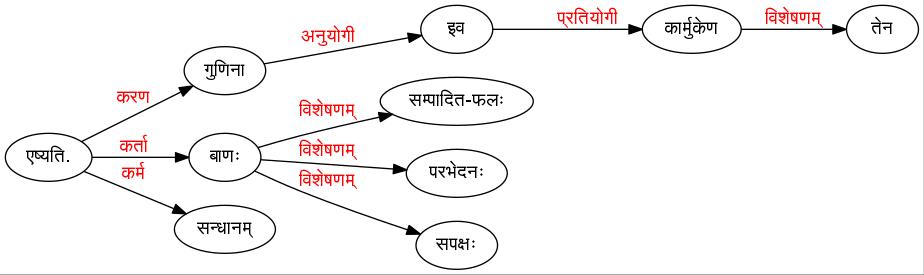 इव
प्रतियोगी
कार्मुकेण
विशेषणम्
तेन
अनुयोगी
गुणिना
करण
विशेषणम्
सम्पादित-फलः
एष्यति.
कर्ता
बाणः
विशेषणम्
परभेदनः
कर्म
विशेषणम्
सन्धानम्
सपक्षः